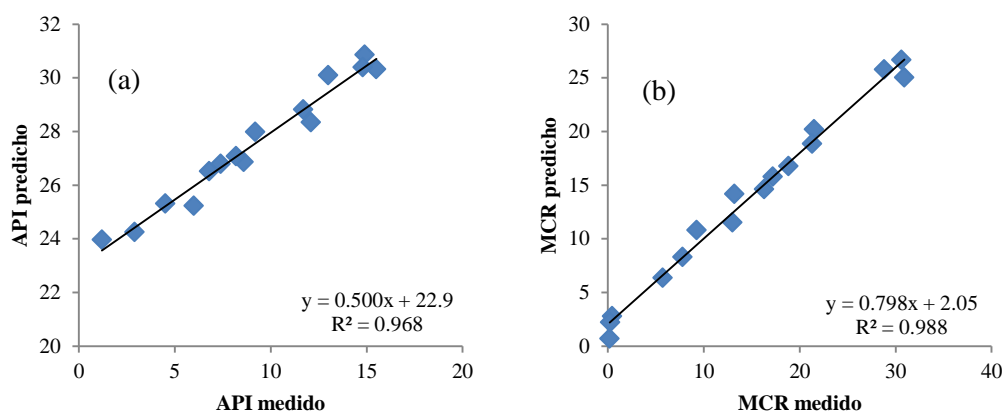 (a)
API predicho
32
30
28
26
24
22
20
y = 0.500x + 22.9
R² = 0.968
0 5 10 15 20
API medido
(b)
MCR predicho
30
25
20
15
10
5
0
y = 0.798x + 2.05
R² = 0.988
0 10 20 30 40
MCR medido